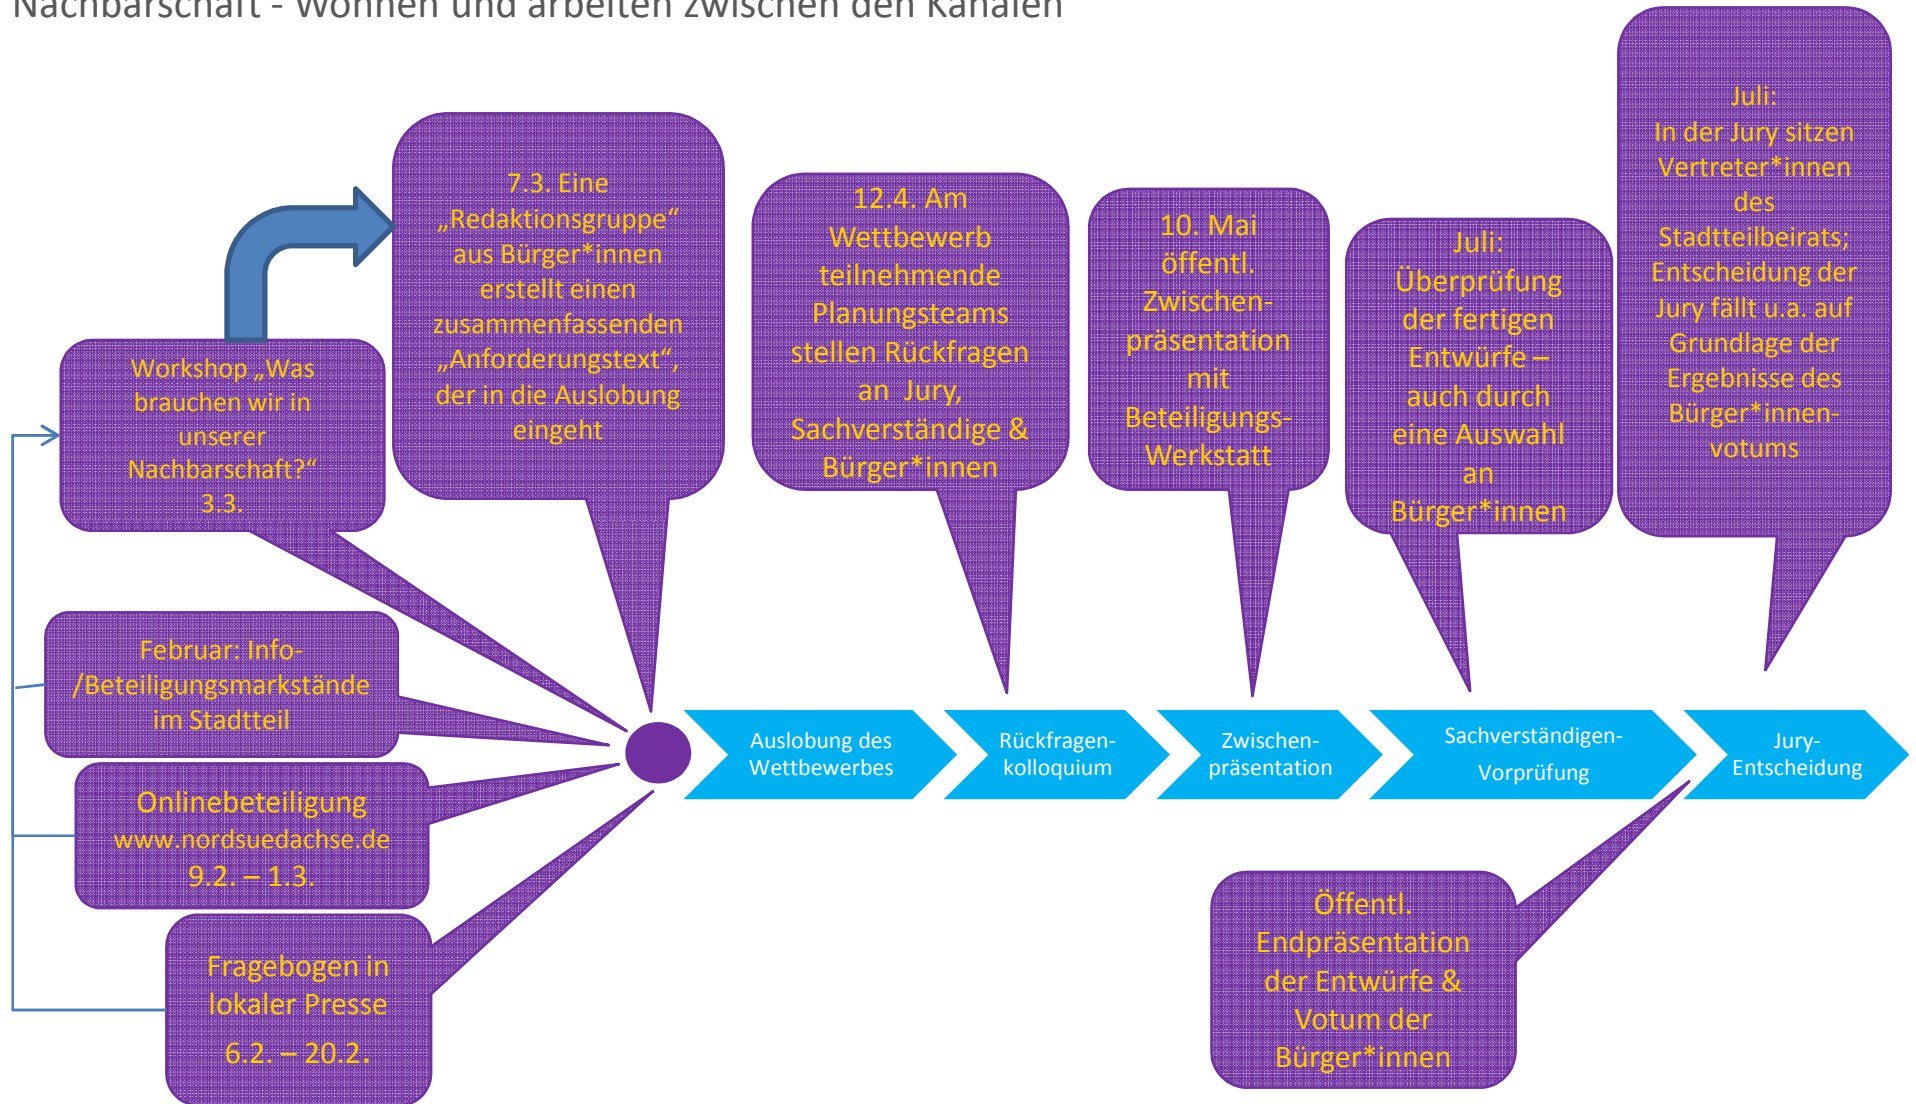 Nachbarschaft - Wohnen und arbeiten zwischen den Kanälen
Workshop „Was
brauchen wir in
unserer
Nachbarschaft?“
3.3.
7.3. Eine
„Redaktionsgruppe“
aus Bürger*innen
erstellt einen
zusammenfassenden
„Anforderungstext“,
der in die Auslobung
eingeht
12.4. Am
Wettbewerb
teilnehmende
Planungsteams
stellen Rückfragen
an Jury,
Sachverständige &
Bürger*innen
10. Mai
öffentl.
Zwischen-
präsentation
mit
Beteiligungs-
Werkstatt
Juli:
Überprüfung
der fertigen
Entwürfe –
auch durch
eine Auswahl
an
Bürger*innen
Juli:
In der Jury sitzen
Vertreter*innen
des
Stadtteilbeirats;
Entscheidung der
Jury fällt u.a. auf
Grundlage der
Ergebnisse des
Bürger*innen-
votums
Februar: Info-
/Beteiligungsmarkstände
im Stadtteil
Onlinebeteiligung
www.nordsuedachse.de
9.2. – 1.3.
Fragebogen in
lokaler Presse
6.2. – 20.2.
Auslobung des
Wettbewerbes
Rückfragen-
kolloquium
Zwischen-
präsentation
Sachverständigen-
Vorprüfung
Jury-
Entscheidung
Öffentl.
Endpräsentation
der Entwürfe &
Votum der
Bürger*innen